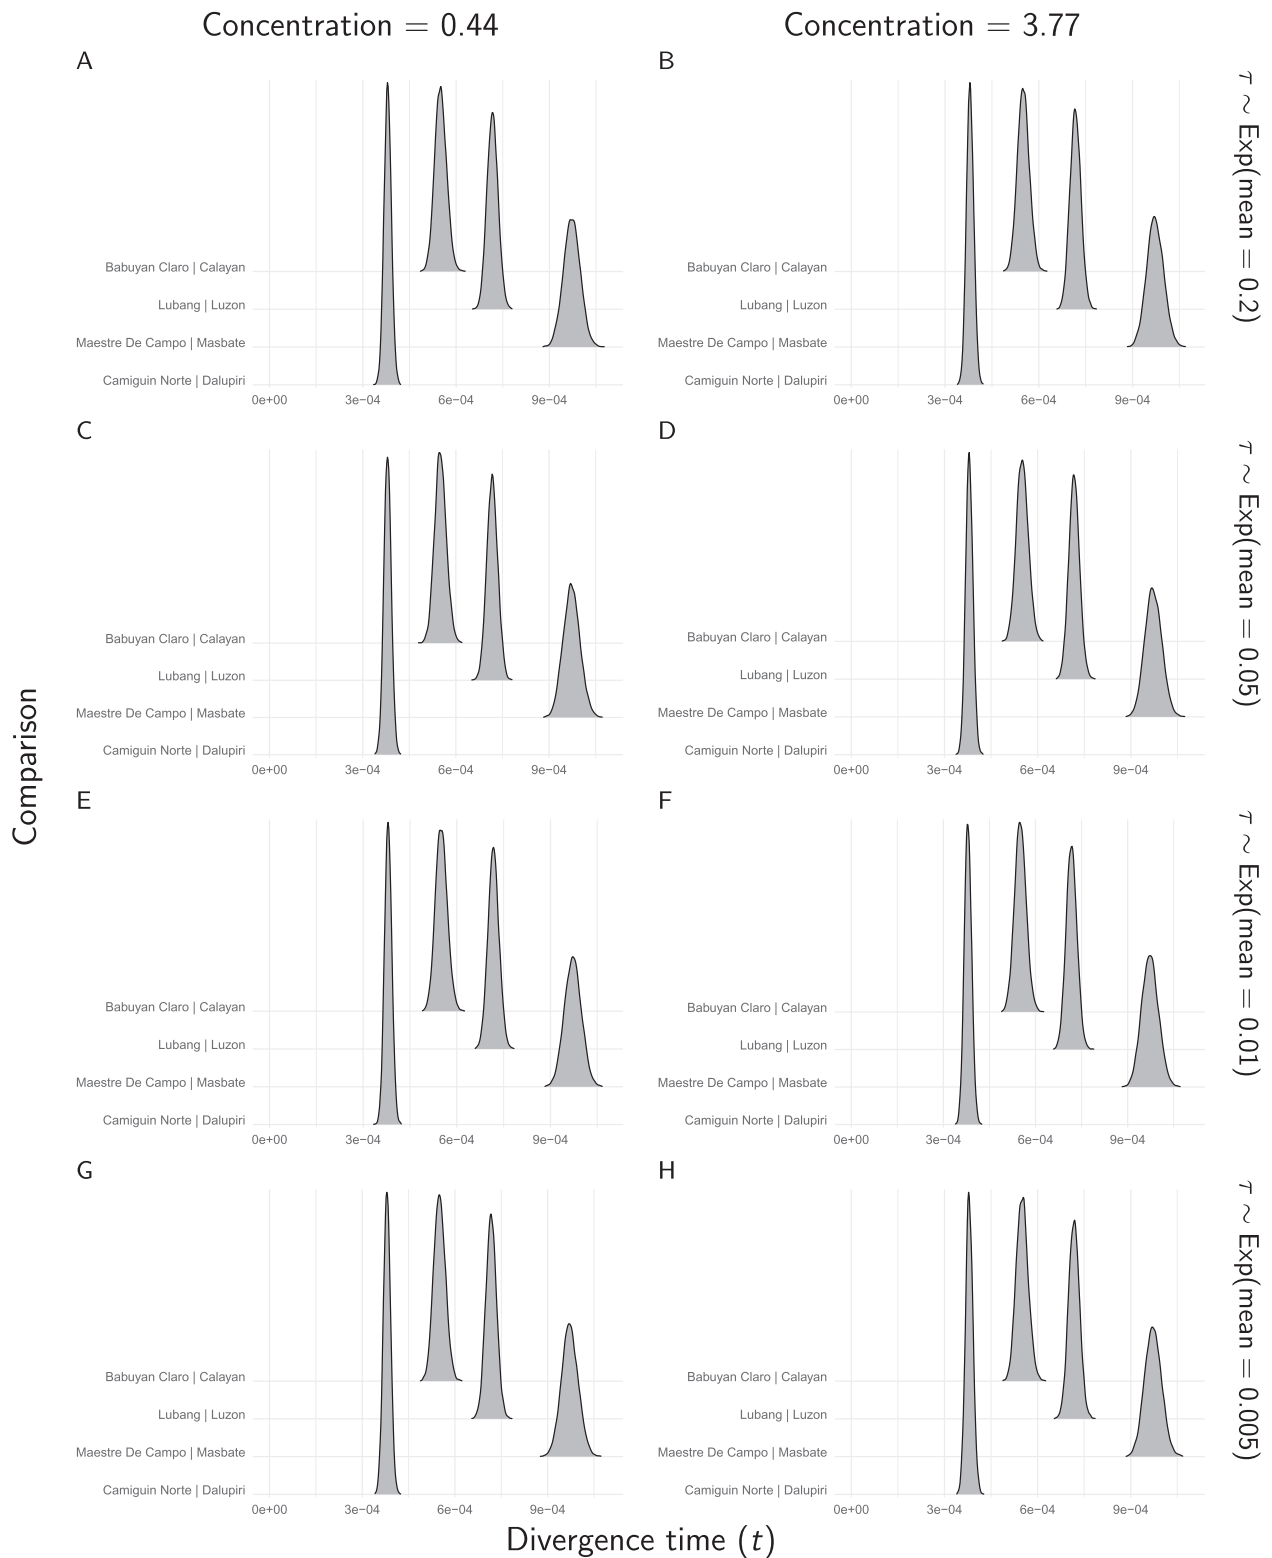 Concentration = 0.44
Concentration = 3.77
A
Babuyan Claro | Calayan
Lubang | Luzon
Maestre De Campo | Masbate
Camiguin Norte | Dalupiri
0e+00 3e−04 6e−04 9e−04
B
Babuyan Claro | Calayan
Lubang | Luzon
Maestre De Campo | Masbate
Camiguin Norte | Dalupiri
0e+00 3e−04 6e−04 9e−04
τ ∼ Exp(mean = 0.2)
C
Babuyan Claro | Calayan
Lubang | Luzon
Maestre De Campo | Masbate
Camiguin Norte | Dalupiri
0e+00 3e−04 6e−04 9e−04
D
Babuyan Claro | Calayan
Lubang | Luzon
Maestre De Campo | Masbate
Camiguin Norte | Dalupiri
0e+00 3e−04 6e−04 9e−04
τ ∼ Exp(mean = 0.05)
Comparison
E
Babuyan Claro | Calayan
Lubang | Luzon
Maestre De Campo | Masbate
Camiguin Norte | Dalupiri
0e+00 3e−04 6e−04 9e−04
F
Babuyan Claro | Calayan
Lubang | Luzon
Maestre De Campo | Masbate
Camiguin Norte | Dalupiri
0e+00 3e−04 6e−04 9e−04
τ ∼ Exp(mean = 0.01)
G
Babuyan Claro | Calayan
Lubang | Luzon
Maestre De Campo | Masbate
Camiguin Norte | Dalupiri
0e+00 3e−04 6e−04 9e−04
H
Babuyan Claro | Calayan
Lubang | Luzon
Maestre De Campo | Masbate
Camiguin Norte | Dalupiri
0e+00 3e−04 6e−04 9e−04
τ ∼ Exp(mean = 0.005)
Divergence time (t)